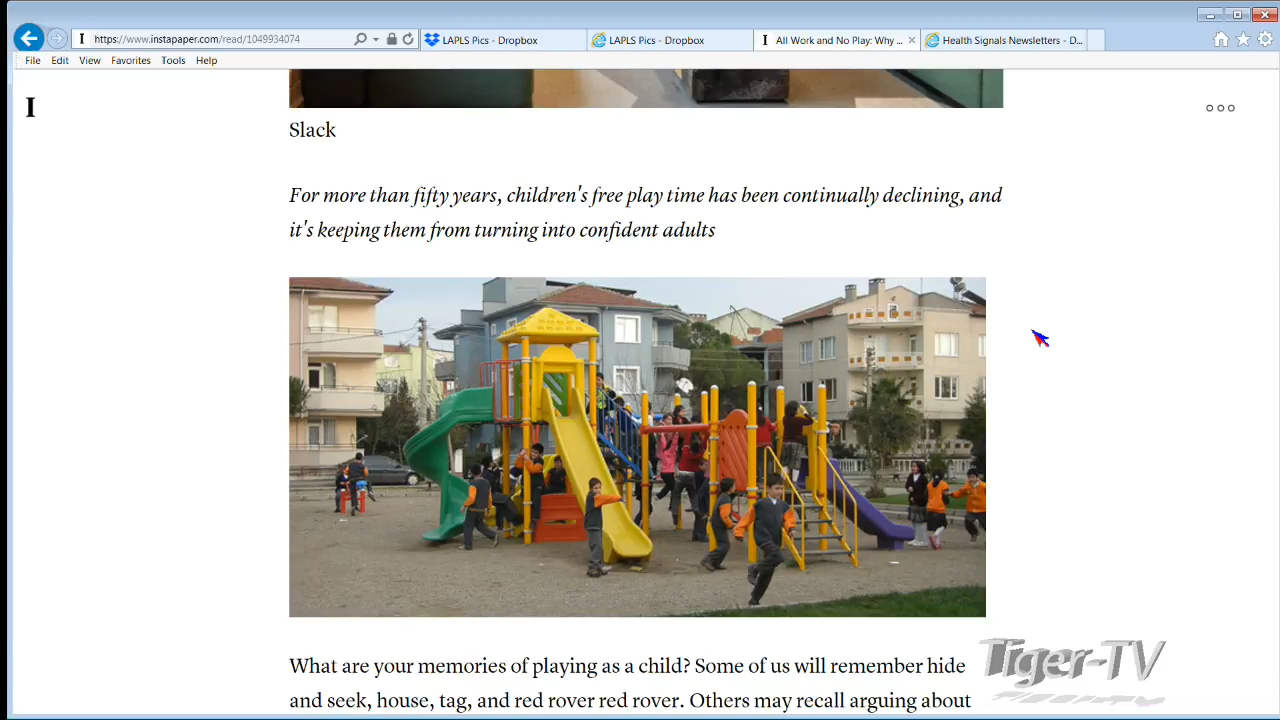 https://www.instapaper.com/read/1049934074
LAPLS Pics - Dropbox
LAPLS Pics - Dropbox
All Work and No Play: Why ...
Health Signals Newsletters - D...
File Edit View Favorites Tools Help
I
Slack
For more than fifty years, children's free play time has been continually declining, and
it's keeping them from turning into confident adults
What are your memories of playing as a child? Some of us will remember hide
and seek, house, tag, and red rover red rover. Others may recall arguing about
Tiger-TV